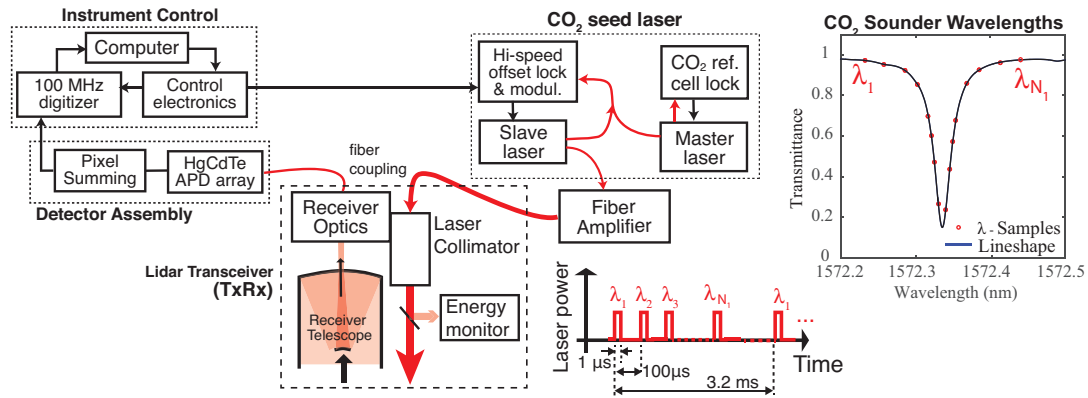 Instrument Control
Computer
100 MHz
digitizer
Control
electronics
Pixel
Summing
HgCdTe
APD array
Detector Assembly
CO2 seed laser
Hi-speed
offset lock
& modul.
CO2 ref.
cell lock
Slave
laser
Master
laser
fiber
coupling
Receiver
Optics
Laser
Collimator
Fiber
Amplifier
Lidar Transceiver
(TxRx)
Receiver
Telescope
Energy
monitor
Laser power
λ1 λ2 λ3 λN1 λ1
...
Time
1 μs
100μs
3.2 ms
CO2 Sounder Wavelengths
Transmittance
1
0.8
0.6
0.4
0.2
0
λ1
λN1
λ - Samples
Lineshape
1572.2 1572.3 1572.4 1572.5
Wavelength (nm)